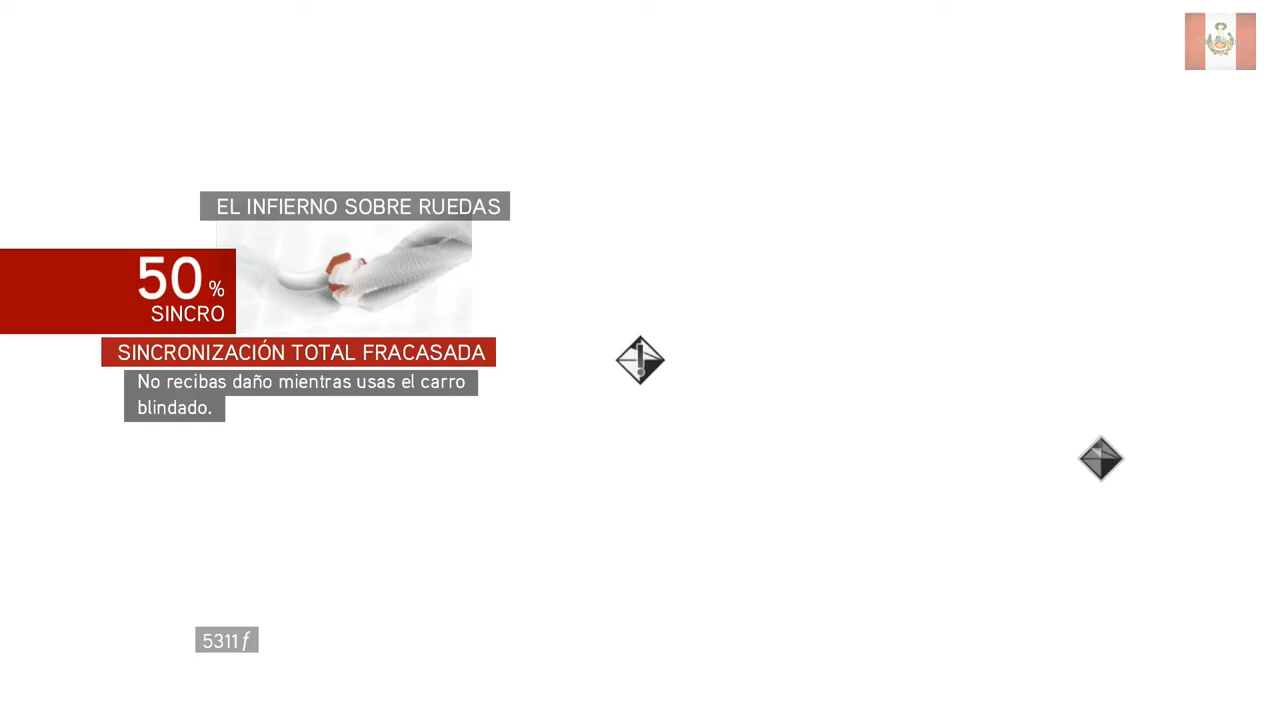 EL INFIERNO SOBRE RUEDAS
50 %
SINCRO
SINCRONIZACIÓN TOTAL FRACASADA
No recibas daño mientras usas el carro
blindado.
5311 ƒ